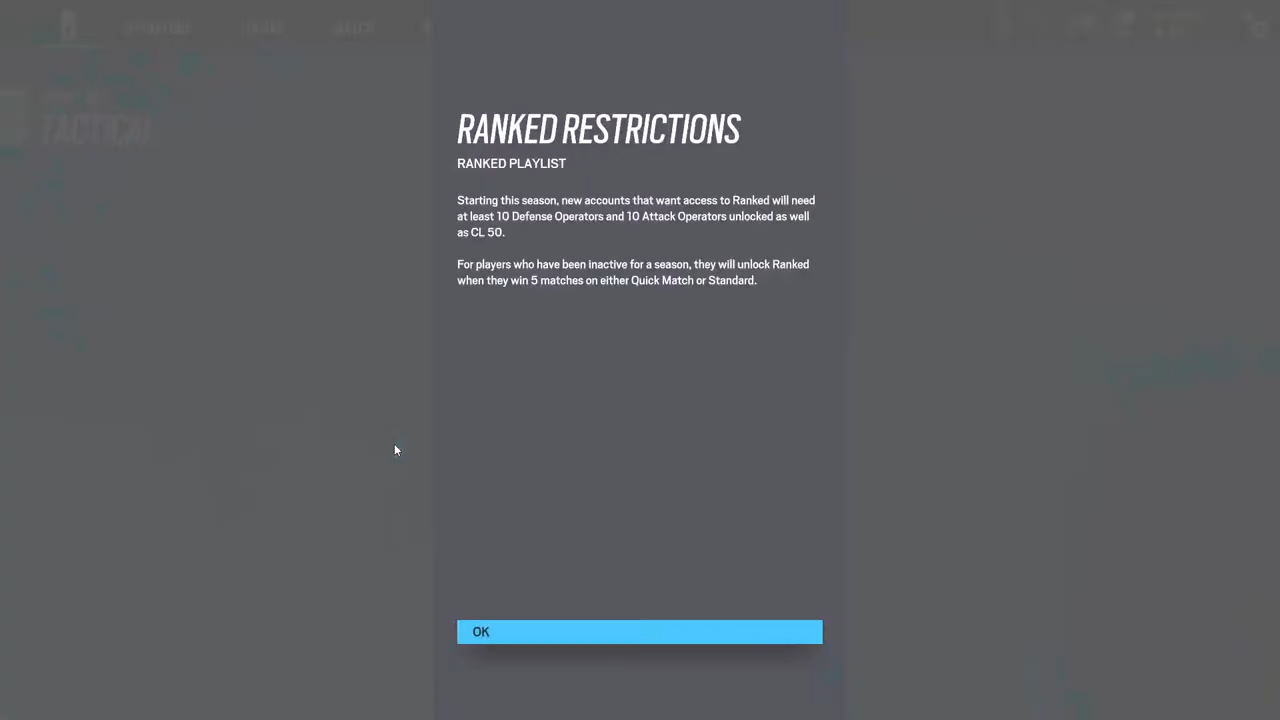 TACTICAL
RANKED RESTRICTIONS
RANKED PLAYLIST
Starting this season, new accounts that want access to Ranked will need
at least 10 Defense Operators and 10 Attack Operators unlocked as well
as CL 50.
For players who have been inactive for a season, they will unlock Ranked
when they win 5 matches on either Quick Match or Standard.
OK